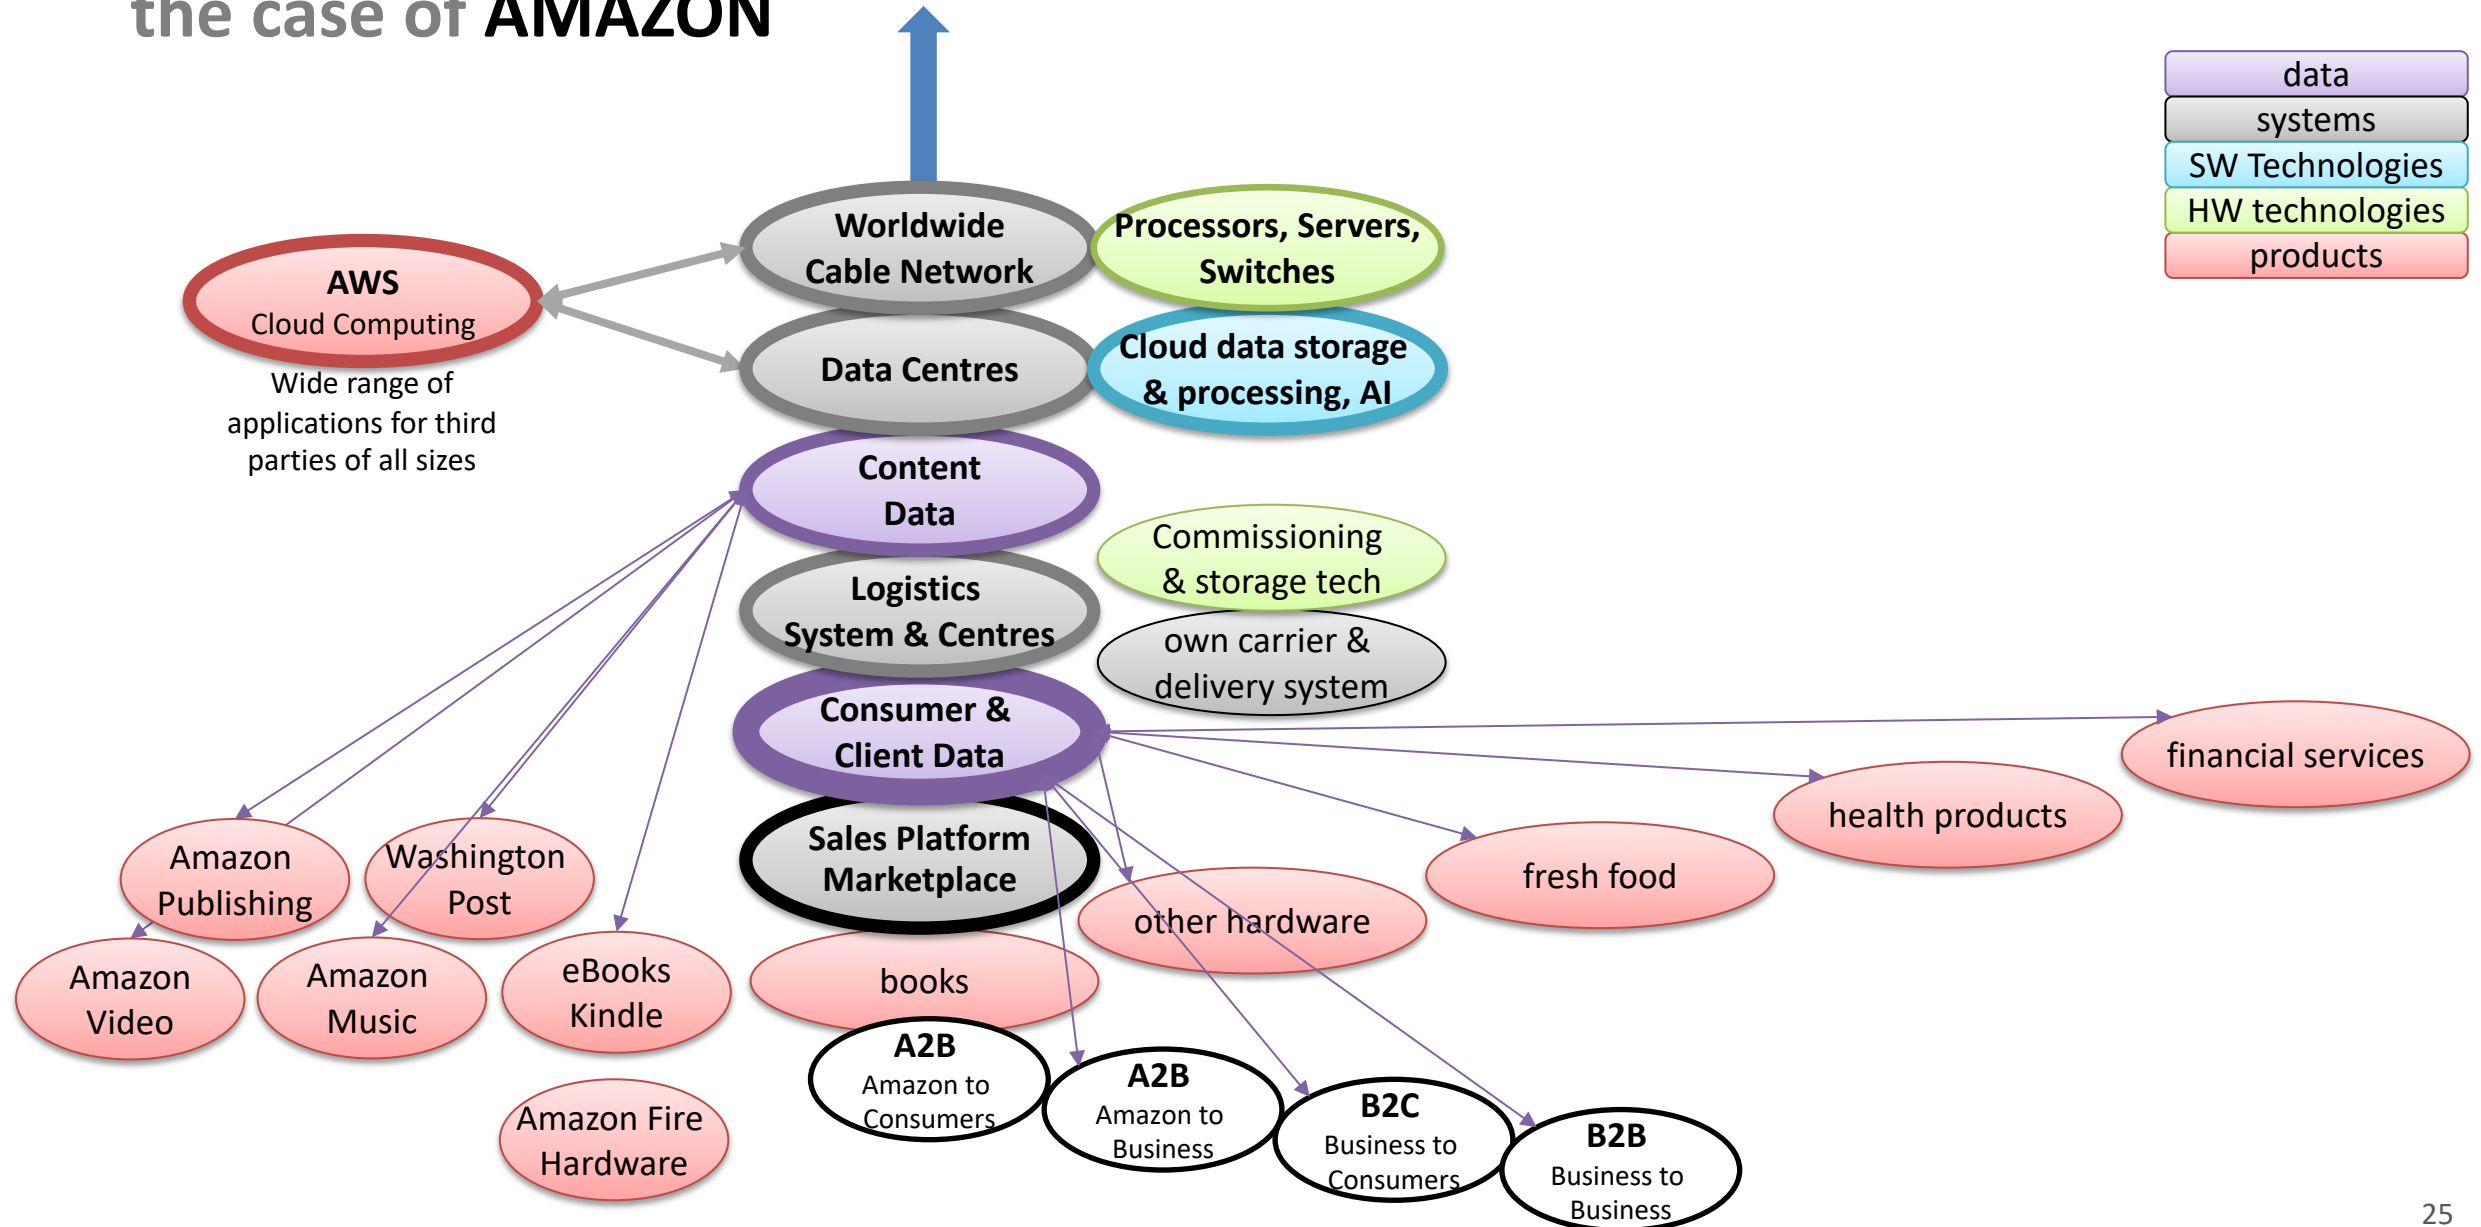 the case of AMAZON
data
systems
SW Technologies
HW technologies
products
Worldwide
Cable Network
Processors, Servers,
Switches
AWS
Cloud Computing
Wide range of
applications for third
parties of all sizes
Data Centres
Cloud data storage
& processing, AI
Content
Data
Commissioning
& storage tech
Logistics
System & Centres
own carrier &
delivery system
Consumer &
Client Data
financial services
health products
Sales Platform
Marketplace
fresh food
other hardware
Amazon
Publishing
Washington
Post
Amazon
Video
Amazon
Music
eBooks
Kindle
books
Amazon Fire
Hardware
A2B
Amazon to
Consumers
A2B
Amazon to
Business
B2C
Business to
Consumers
B2B
Business to
Business
25